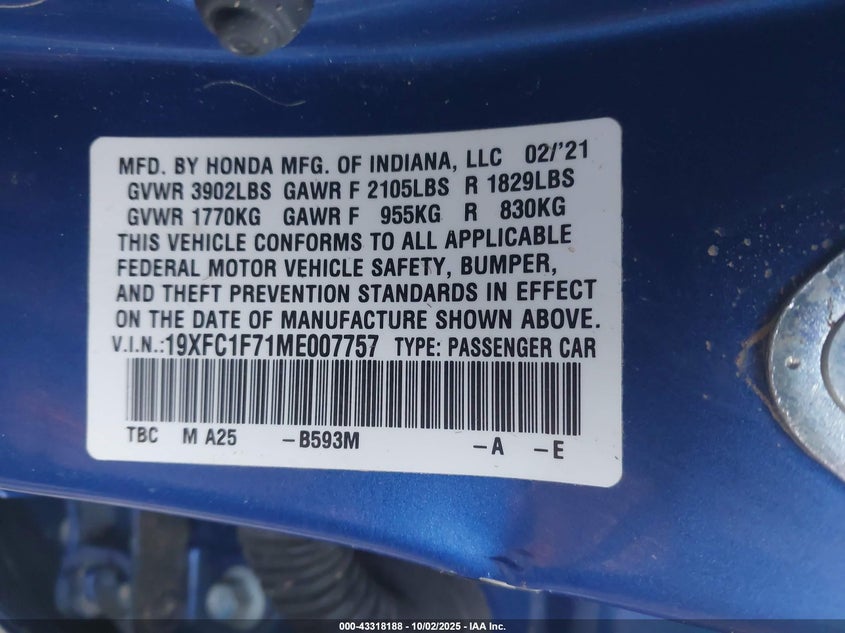 MFD. BY HONDA MFG. OF INDIANA, LLC 02/'21
GVWR 3902LBS GAWR F 2105LBS R 1829LBS
GVWR 1770KG GAWR F 955KG R 830KG
THIS VEHICLE CONFORMS TO ALL APPLICABLE
FEDERAL MOTOR VEHICLE SAFETY, BUMPER,
AND THEFT PREVENTION STANDARDS IN EFFECT
ON THE DATE OF MANUFACTURE SHOWN ABOVE.
V.I.N.:19XFC1F71ME007757 TYPE: PASSENGER CAR
TBC M A25 -B593M -A -E
000-43318188 - 10/02/2025 - IAA Inc.